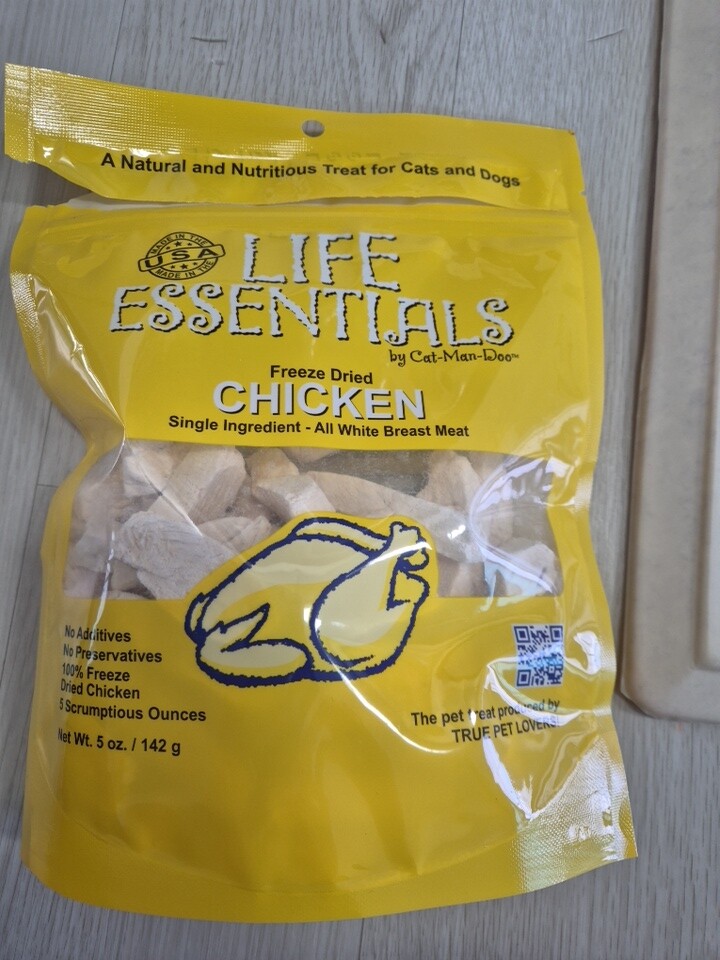 A Natural and Nutritious Treat for Cats and Dogs
MADE IN THE
USA
MADE IN THE
LIFE
ESSENTIALS
by Cat-Man-Doo™
Freeze Dried
CHICKEN
Single Ingredient - All White Breast Meat
No Additives
No Preservatives
100% Freeze
Dried Chicken
5 Scrumptious Ounces
Net Wt. 5 oz. / 142 g
The pet treat produced by
TRUE PET LOVERS!